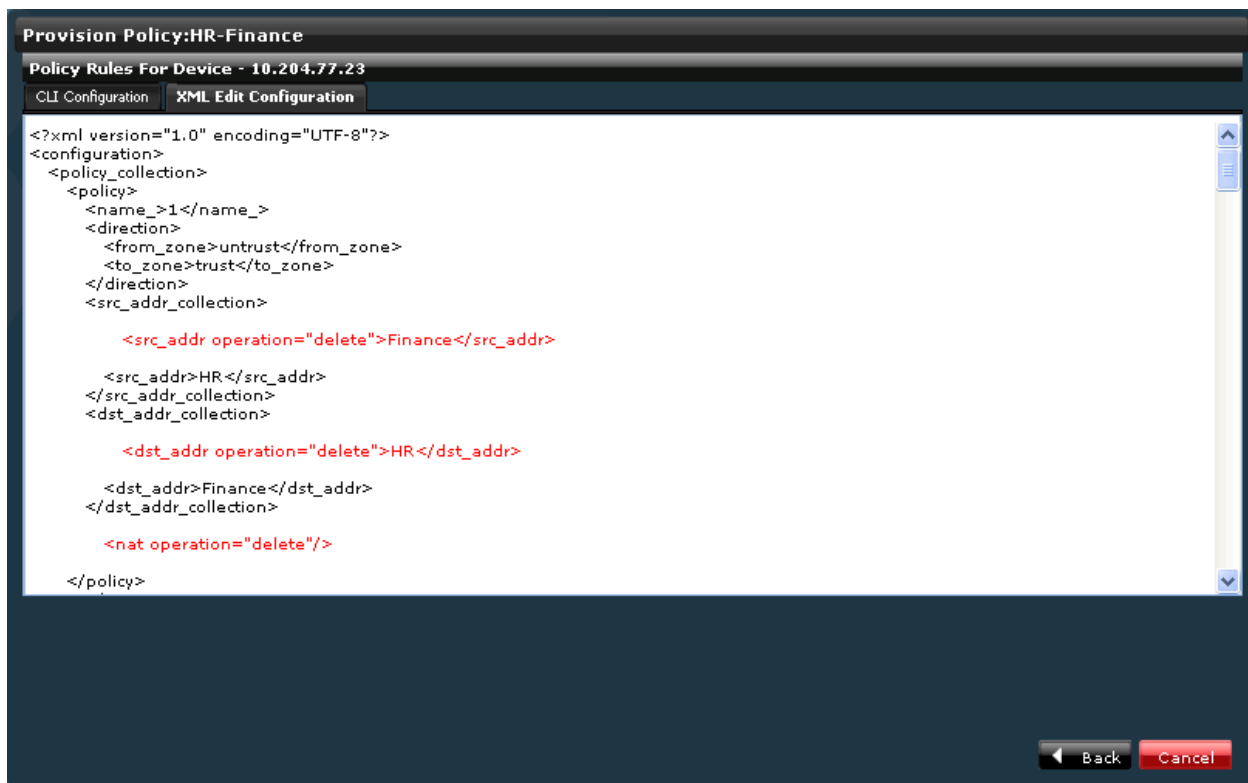 Provision Policy:HR-Finance
Policy Rules For Device - 10.204.77.23
CLI Configuration XML Edit Configuration
<?xml version="1.0" encoding="UTF-8"?>
<configuration>
<policy_collection>
<policy>
<name_>1</name_>
<direction>
<from_zone>untrust</from_zone>
<to_zone>trust</to_zone>
</direction>
<src_addr_collection>
<src_addr operation="delete">Finance</src_addr>
<src_addr>HR</src_addr>
</src_addr_collection>
<dst_addr_collection>
<dst_addr operation="delete">HR</dst_addr>
<dst_addr>Finance</dst_addr>
</dst_addr_collection>
<nat operation="delete"/>
</policy>
Back Cancel